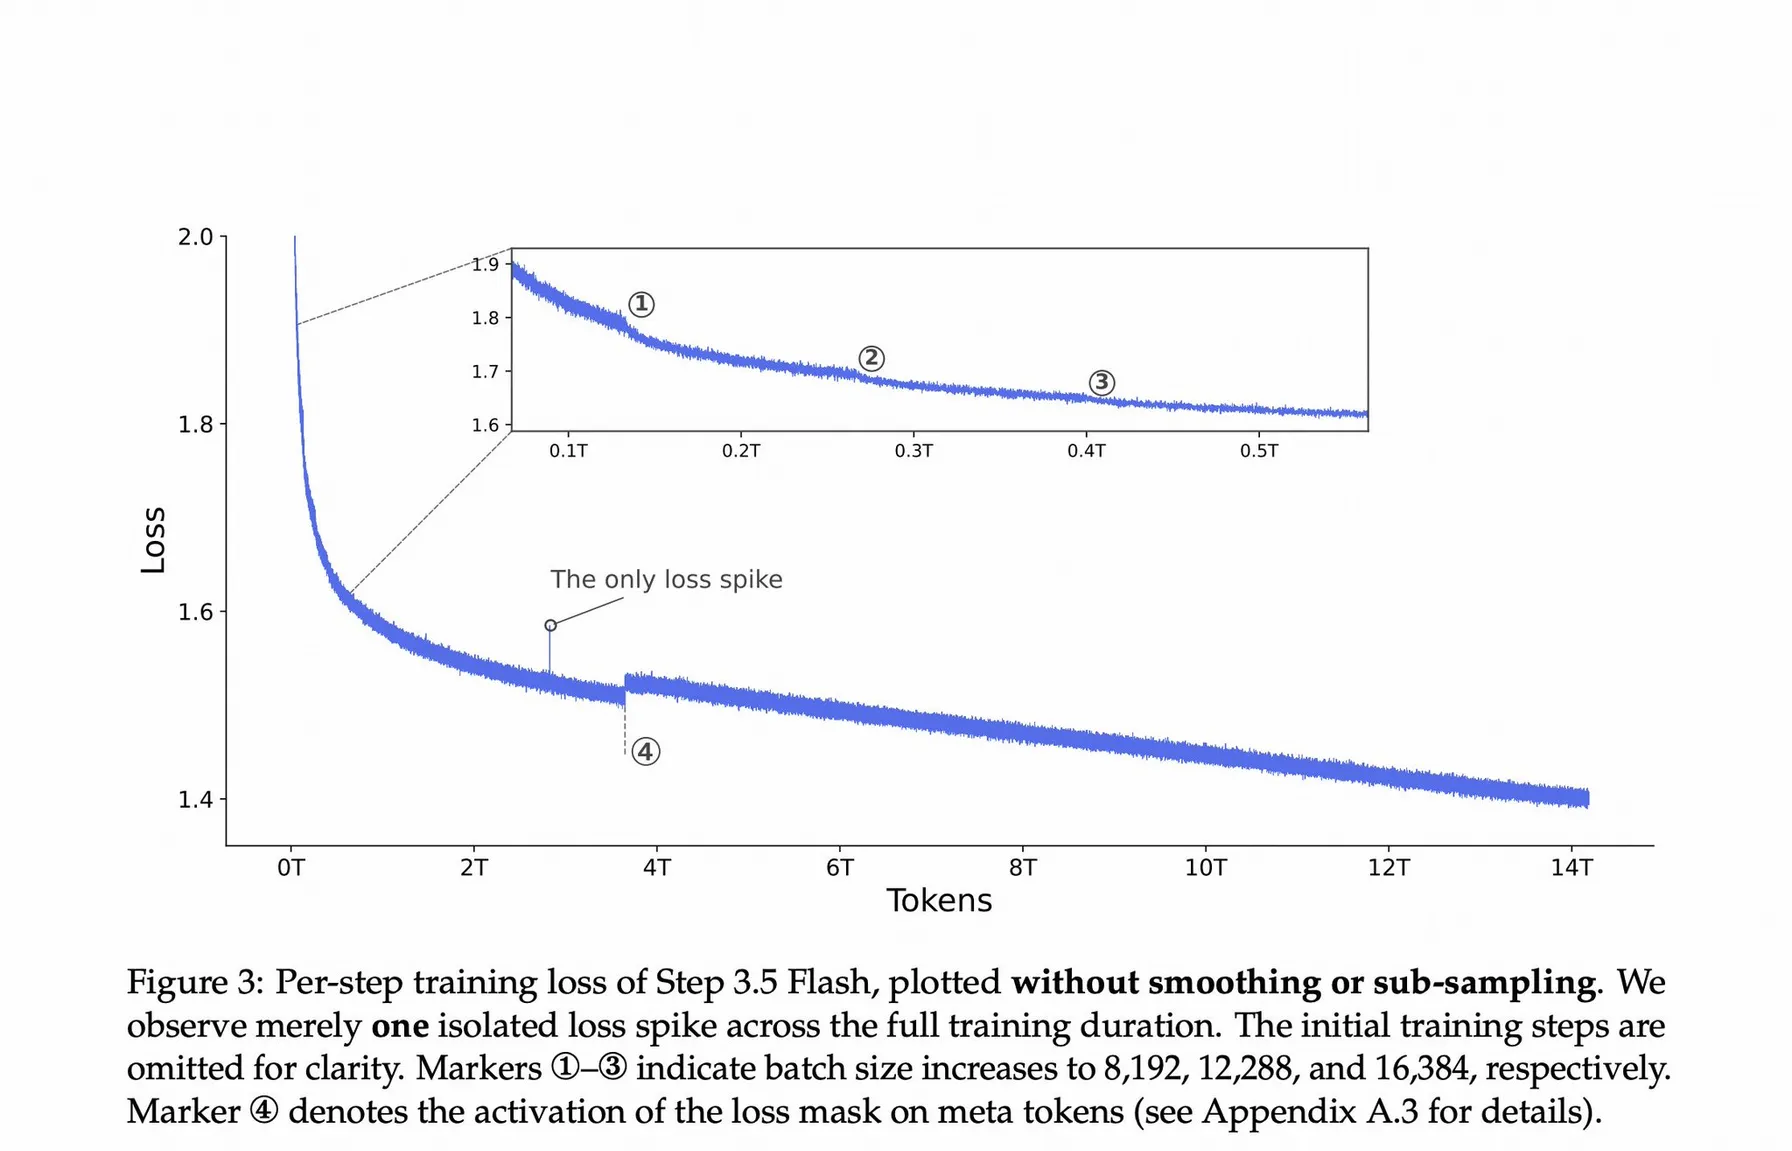 2.0
1.8
1.6
1.4
Loss
1.9
1.8
1.7
1.6
①
②
③
0.1T
0.2T
0.3T
0.4T
0.5T
The only loss spike
④
0T
2T
4T
6T
8T
10T
12T
14T
Tokens
Figure 3: Per-step training loss of Step 3.5 Flash, plotted without smoothing or sub-sampling. We
observe merely one isolated loss spike across the full training duration. The initial training steps are
omitted for clarity. Markers ①–③ indicate batch size increases to 8,192, 12,288, and 16,384, respectively.
Marker ④ denotes the activation of the loss mask on meta tokens (see Appendix A.3 for details).